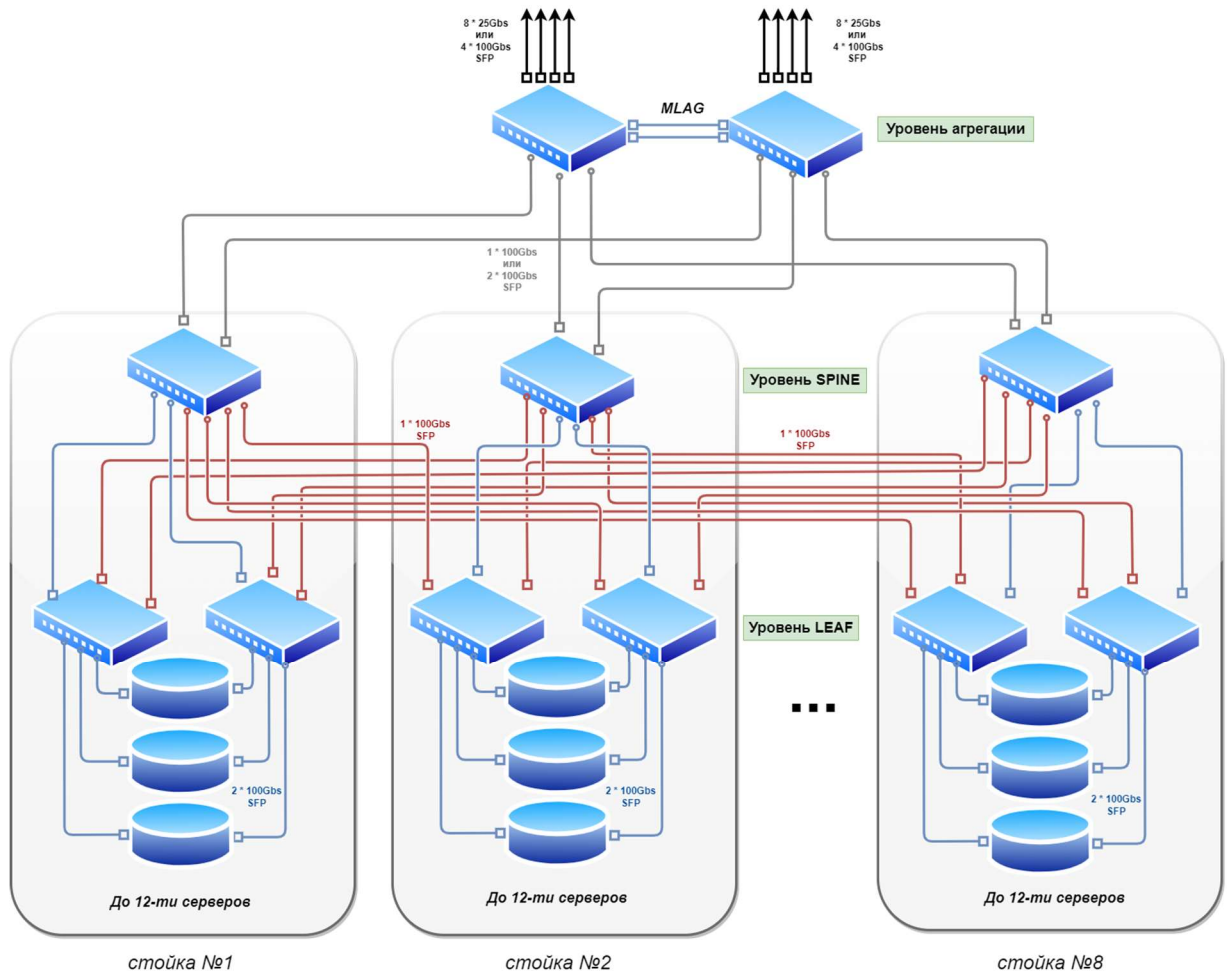 8 * 25Gbs
или
4 * 100Gbs
SFP
8 * 25Gbs
или
4 * 100Gbs
SFP
MLAG
Уровень агрегации
1 * 100Gbs
или
2 * 100Gbs
SFP
Уровень SPINE
1 * 100Gbs
SFP
1 * 100Gbs
SFP
Уровень LEAF
2 * 100Gbs
SFP
2 * 100Gbs
SFP
2 * 100Gbs
SFP
До 12-ти серверов
До 12-ти серверов
До 12-ти серверов
стойка №1
стойка №2
стойка №8